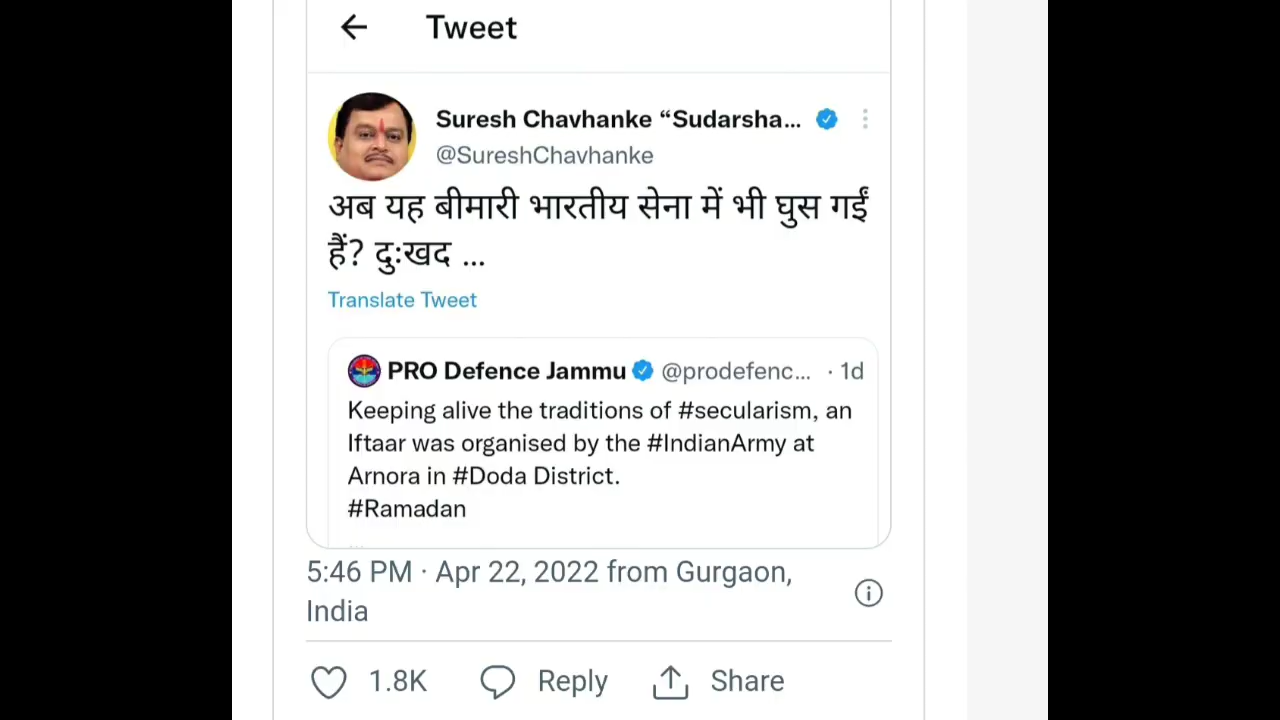 Tweet
Suresh Chavhanke “Sudarsha...
@SureshChavhanke
अब यह बीमारी भारतीय सेना में भी घुस गईं
हैं? दुःखद ...
Translate Tweet
PRO Defence Jammu @prodefenc... · 1d
Keeping alive the traditions of #secularism, an
Iftaar was organised by the #IndianArmy at
Arnora in #Doda District.
#Ramadan
5:46 PM · Apr 22, 2022 from Gurgaon,
India
1.8K Reply Share